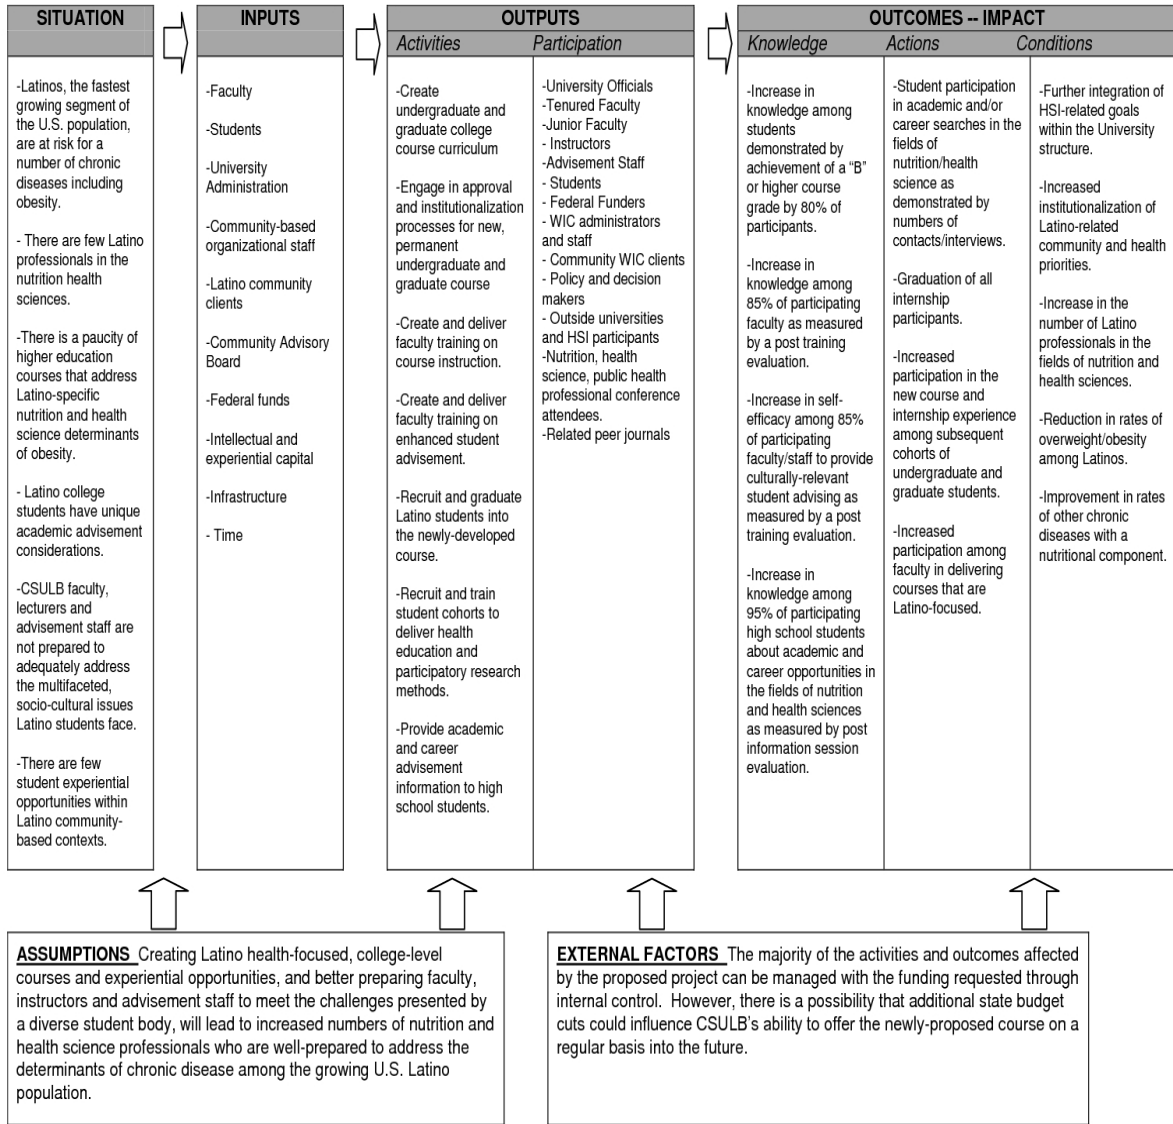 SITUATION
-Latinos, the fastest
growing segment of
the U.S. population,
are at risk for a
number of chronic
diseases including
obesity.
- There are few Latino
professionals in the
nutrition health
sciences.
-There is a paucity of
higher education
courses that address
Latino-specific
nutrition and health
science determinants
of obesity.
- Latino college
students have unique
academic advisement
considerations.
-CSULB faculty,
lecturers and
advisement staff are
not prepared to
adequately address
the multifaceted,
socio-cultural issues
Latino students face.
-There are few
student experiential
opportunities within
Latino community-
based contexts.
INPUTS
-Faculty
-Students
-University
Administration
-Community-based
organizational staff
-Latino community
clients
-Community Advisory
Board
-Federal funds
-Intellectual and
experiential capital
-Infrastructure
- Time
OUTPUTS
Activities
-Create
undergraduate and
graduate college
course curriculum
-Engage in approval
and institutionalization
processes for new,
permanent
undergraduate and
graduate course
-Create and deliver
faculty training on
course instruction.
-Create and deliver
faculty training on
enhanced student
advisement.
-Recruit and graduate
Latino students into
the newly-developed
course.
-Recruit and train
student cohorts to
deliver health
education and
participatory research
methods.
-Provide academic
and career
advisement
information to high
school students.
Participation
-University Officials
-Tenured Faculty
-Junior Faculty
- Instructors
-Advisement Staff
- Students
- Federal Funders
- WIC administrators
and staff
- Community WIC clients
- Policy and decision
makers
- Outside universities
and HSI participants
-Nutrition, health
science, public health
professional conference
attendees.
-Related peer journals
OUTCOMES -- IMPACT
Knowledge
-Increase in
knowledge among
students
demonstrated by
achievement of a “B”
or higher course
grade by 80% of
participants.
-Increase in
knowledge among
85% of participating
faculty as measured
by a post training
evaluation.
-Increase in self-
efficacy among 85%
of participating
faculty/staff to provide
culturally-relevant
student advising as
measured by a post
training evaluation.
-Increase in
knowledge among
95% of participating
high school students
about academic and
career opportunities in
the fields of nutrition
and health sciences
as measured by post
information session
evaluation.
Actions
-Student participation
in academic and/or
career searches in the
fields of
nutrition/health
science as
demonstrated by
numbers of
contacts/interviews.
-Graduation of all
internship
participants.
-Increased
participation in the
new course and
internship experience
among subsequent
cohorts of
undergraduate and
graduate students.
-Increased
participation among
faculty in delivering
courses that are
Latino-focused.
Conditions
-Further integration of
HSI-related goals
within the University
structure.
-Increased
institutionalization of
Latino-related
community and health
priorities.
-Increase in the
number of Latino
professionals in the
fields of nutrition and
health sciences.
-Reduction in rates of
overweight/obesity
among Latinos.
-Improvement in rates
of other chronic
diseases with a
nutritional component.
ASSUMPTIONS Creating Latino health-focused, college-level
courses and experiential opportunities, and better preparing faculty,
instructors and advisement staff to meet the challenges presented by
a diverse student body, will lead to increased numbers of nutrition and
health science professionals who are well-prepared to address the
determinants of chronic disease among the growing U.S. Latino
population.
EXTERNAL FACTORS The majority of the activities and outcomes affected
by the proposed project can be managed with the funding requested through
internal control. However, there is a possibility that additional state budget
cuts could influence CSULB’s ability to offer the newly-proposed course on a
regular basis into the future.